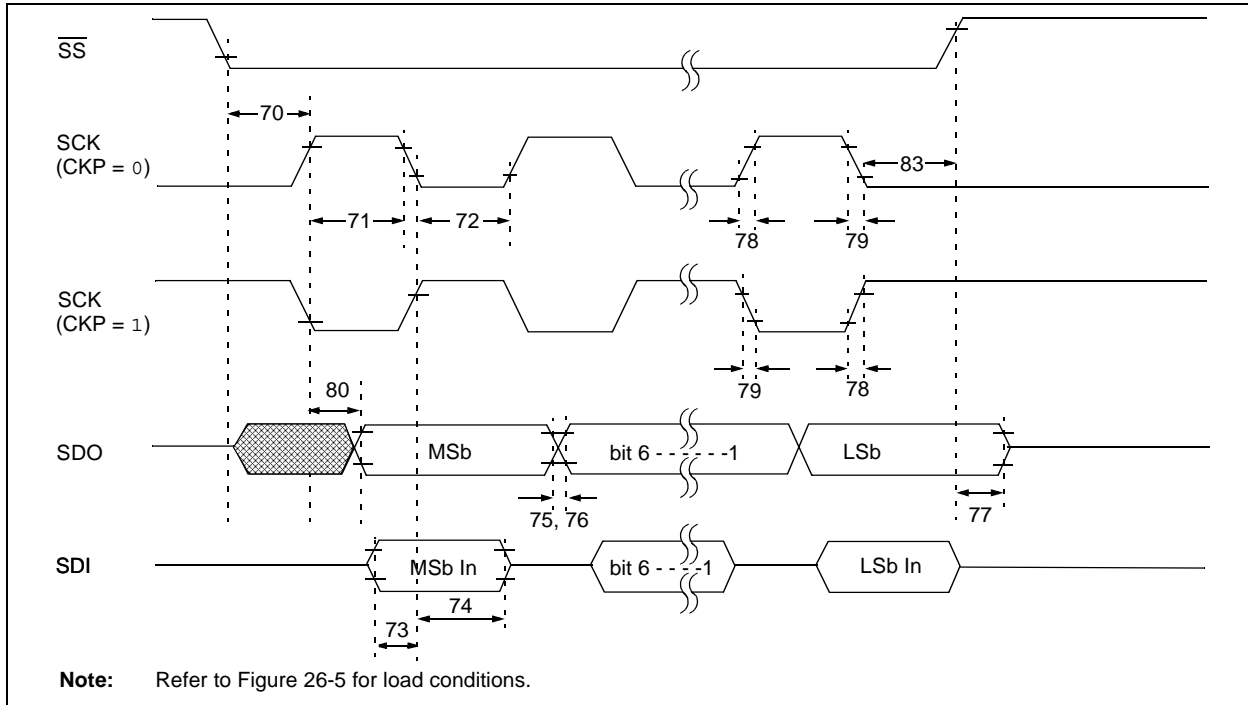 SS
70
SCK
(CKP = 0)
83
71
72
78
79
SCK
(CKP = 1)
79
78
80
SDO
MSb
bit 6 - - - - - -1
LSb
75, 76
77
SDI
MSb In
bit 6 - - - -1
LSb In
74
73
Note: Refer to Figure 26-5 for load conditions.